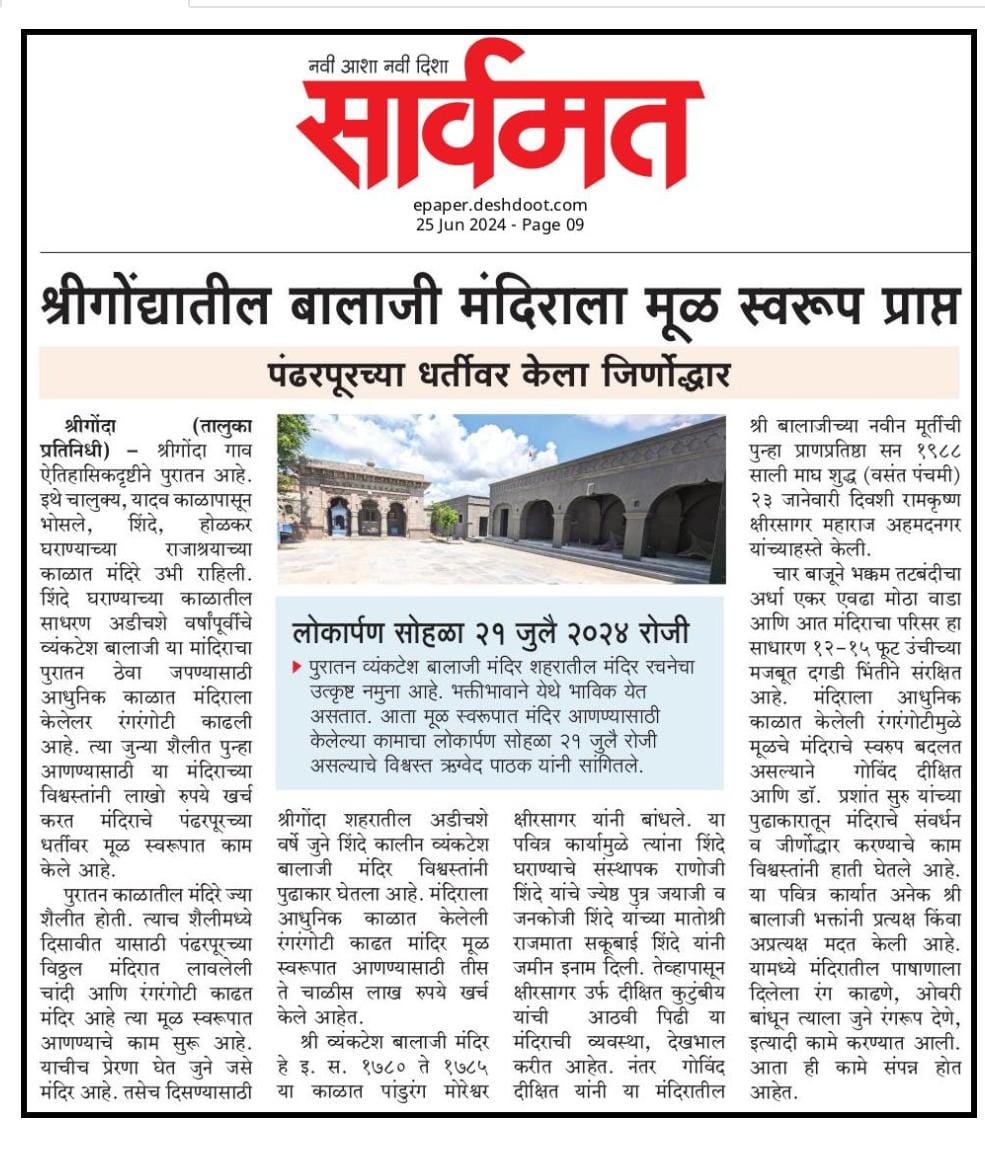 नवी आशा नवी दिशा
सार्वमत
epaper.deshdoot.com
25 Jun 2024 - Page 09
श्रीगोंद्यातील बालाजी मंदिराला मूळ स्वरूप प्राप्त
पंढरपूरच्या धर्तीवर केला जिर्णोद्धार
श्रीगोंदा (तालुका
प्रतिनिधी) – श्रीगोंदा गाव
ऐतिहासिकदृष्टीने पुरातन आहे.
इथे चालुक्य, यादव काळापासून
भोसले, शिंदे, होळकर
घराण्याच्या राजाश्रयाच्या
काळात मंदिरे उभी राहिली.
शिंदे घराण्याच्या काळातील
साधरण अडीचशे वर्षांपूर्वीचे
व्यंकटेश बालाजी या मांदिराचा
पुरातन ठेवा जपण्यासाठी
आधुनिक काळात मंदिराला
केलेलर रंगरंगोटी काढली
आहे. त्या जुन्या शैलीत पुन्हा
आणण्यासाठी या मंदिराच्या
विश्वस्तांनी लाखो रुपये खर्च
करत मंदिराचे पंढरपूरच्या
धर्तीवर मूळ स्वरूपात काम
केले आहे.
पुरातन काळातील मंदिरे ज्या
शैलीत होती. त्याच शैलीमध्ये
दिसावीत यासाठी पंढरपूरच्या
विठ्ठल मंदिरात लावलेली
चांदी आणि रंगरंगोटी काढत
मंदिर आहे त्या मूळ स्वरूपात
आणण्याचे काम सुरू आहे.
याचीच प्रेरणा घेत जुने जसे
मंदिर आहे. तसेच दिसण्यासाठी
लोकार्पण सोहळा २१ जुलै २०२४ रोजी
पुरातन व्यंकटेश बालाजी मंदिर शहरातील मंदिर रचनेचा
उत्कृष्ट नमुना आहे. भक्तीभावाने येथे भाविक येत
असतात. आता मूळ स्वरूपात मंदिर आणण्यासाठी
केलेल्या कामाचा लोकार्पण सोहळा २१ जुलै रोजी
असल्याचे विश्वस्त ऋग्वेद पाठक यांनी सांगितले.
श्रीगोंदा शहरातील अडीचशे
वर्षे जुने शिंदे कालीन व्यंकटेश
बालाजी मंदिर विश्वस्तांनी
पुढाकार घेतला आहे. मंदिराला
आधुनिक काळात केलेली
रंगरंगोटी काढत मांदिर मूळ
स्वरूपात आणण्यासाठी तीस
ते चाळीस लाख रुपये खर्च
केले आहेत.
श्री व्यंकटेश बालाजी मंदिर
हे इ. स. १७८० ते १७८५
या काळात पांडुरंग मोरेश्वर
क्षीरसागर यांनी बांधले. या
पवित्र कार्यामुळे त्यांना शिंदे
घराण्याचे संस्थापक राणोजी
शिंदे यांचे ज्येष्ठ पुत्र जयाजी व
जनकोजी शिंदे यांच्या मातोश्री
राजमाता सकूबाई शिंदे यांनी
जमीन इनाम दिली. तेव्हापासून
क्षीरसागर उर्फ दीक्षित कुटुंबीय
यांची आठवी पिढी या
मंदिराची व्यवस्था, देखभाल
करीत आहेत. नंतर गोविंद
दीक्षित यांनी या मंदिरातील
श्री बालाजीच्या नवीन मूर्तीची
पुन्हा प्राणप्रतिष्ठा सन १९८८
साली माघ शुद्ध (वसंत पंचमी)
२३ जानेवारी दिवशी रामकृष्ण
क्षीरसागर महाराज अहमदनगर
यांच्याहस्ते केली.
चार बाजूने भक्कम तटबंदीचा
अर्धा एकर एवढा मोठा वाडा
आणि आत मंदिराचा परिसर हा
साधारण १२-१५ फूट उंचीच्या
मजबूत दगडी भिंतीने संरक्षित
आहे. मंदिराला आधुनिक
काळात केलेली रंगरंगोटीमुळे
मूळचे मंदिराचे स्वरुप बदलत
असल्याने गोविंद दीक्षित
आणि डॉ. प्रशांत सुरु यांच्या
पुढाकारातून मंदिराचे संवर्धन
व जीर्णोद्धार करण्याचे काम
विश्वस्तांनी हाती घेतले आहे.
या पवित्र कार्यात अनेक श्री
बालाजी भक्तांनी प्रत्यक्ष किंवा
अप्रत्यक्ष मदत केली आहे.
यामध्ये मंदिरातील पाषाणाला
दिलेला रंग काढणे, ओवरी
बांधून त्याला जुने रंगरूप देणे,
इत्यादी कामे करण्यात आली.
आता ही कामे संपन्न होत
आहेत.